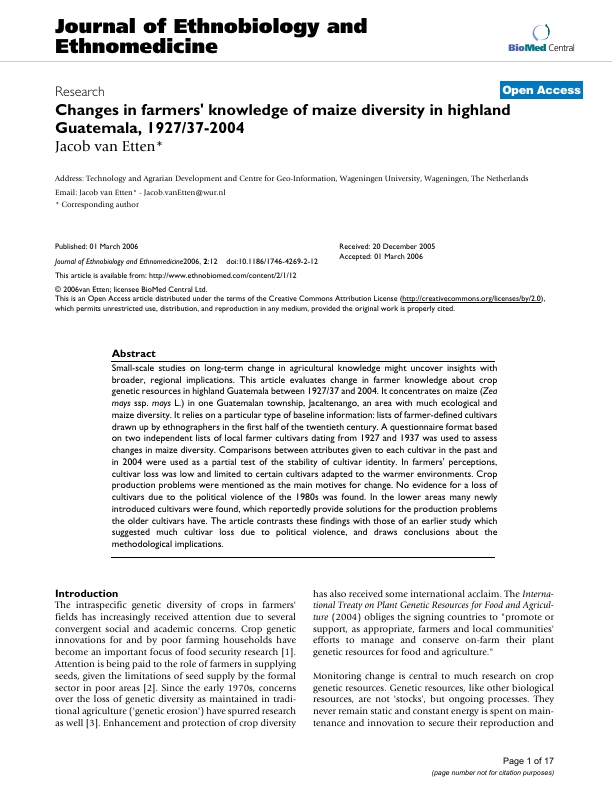 Journal of Ethnobiology and
Ethnomedicine
BioMed Central
Open Access
Research
Changes in farmers' knowledge of maize diversity in highland
Guatemala, 1927/37-2004
Jacob van Etten*
Address: Technology and Agrarian Development and Centre for Geo-Information, Wageningen University, Wageningen, The Netherlands
Email: Jacob van Etten* - Jacob.vanEtten@wur.nl
* Corresponding author
Published: 01 March 2006
Journal of Ethnobiology and Ethnomedicine2006, 2:12 doi:10.1186/1746-4269-2-12
This article is available from: http://www.ethnobiomed.com/content/2/1/12
Received: 20 December 2005
Accepted: 01 March 2006
© 2006van Etten; licensee BioMed Central Ltd.
This is an Open Access article distributed under the terms of the Creative Commons Attribution License (http://creativecommons.org/licenses/by/2.0),
which permits unrestricted use, distribution, and reproduction in any medium, provided the original work is properly cited.
Abstract
Small-scale studies on long-term change in agricultural knowledge might uncover insights with
broader, regional implications. This article evaluates change in farmer knowledge about crop
genetic resources in highland Guatemala between 1927/37 and 2004. It concentrates on maize (Zea
mays ssp. mays L.) in one Guatemalan township, Jacaltenango, an area with much ecological and
maize diversity. It relies on a particular type of baseline information: lists of farmer-defined cultivars
drawn up by ethnographers in the first half of the twentieth century. A questionnaire format based
on two independent lists of local farmer cultivars dating from 1927 and 1937 was used to assess
changes in maize diversity. Comparisons between attributes given to each cultivar in the past and
in 2004 were used as a partial test of the stability of cultivar identity. In farmers' perceptions,
cultivar loss was low and limited to certain cultivars adapted to the warmer environments. Crop
production problems were mentioned as the main motives for change. No evidence for a loss of
cultivars due to the political violence of the 1980s was found. In the lower areas many newly
introduced cultivars were found, which reportedly provide solutions for the production problems
the older cultivars have. The article contrasts these findings with those of an earlier study which
suggested much cultivar loss due to political violence, and draws conclusions about the
methodological implications.
Introduction
The intraspecific genetic diversity of crops in farmers'
fields has increasingly received attention due to several
convergent social and academic concerns. Crop genetic
innovations for and by poor farming households have
become an important focus of food security research [1].
Attention is being paid to the role of farmers in supplying
seeds, given the limitations of seed supply by the formal
sector in poor areas [2]. Since the early 1970s, concerns
over the loss of genetic diversity as maintained in tradi-
tional agriculture ('genetic erosion') have spurred research
as well [3]. Enhancement and protection of crop diversity
has also received some international acclaim. The Interna-
tional Treaty on Plant Genetic Resources for Food and Agricul-
ture (2004) obliges the signing countries to "promote or
support, as appropriate, farmers and local communities'
efforts to manage and conserve on-farm their plant
genetic resources for food and agriculture."
Monitoring change is central to much research on crop
genetic resources. Genetic resources, like other biological
resources, are not 'stocks', but ongoing processes. They
never remain static and constant energy is spent on main-
tenance and innovation to secure their reproduction and
Page 1 of 17
(page number not for citation purposes)